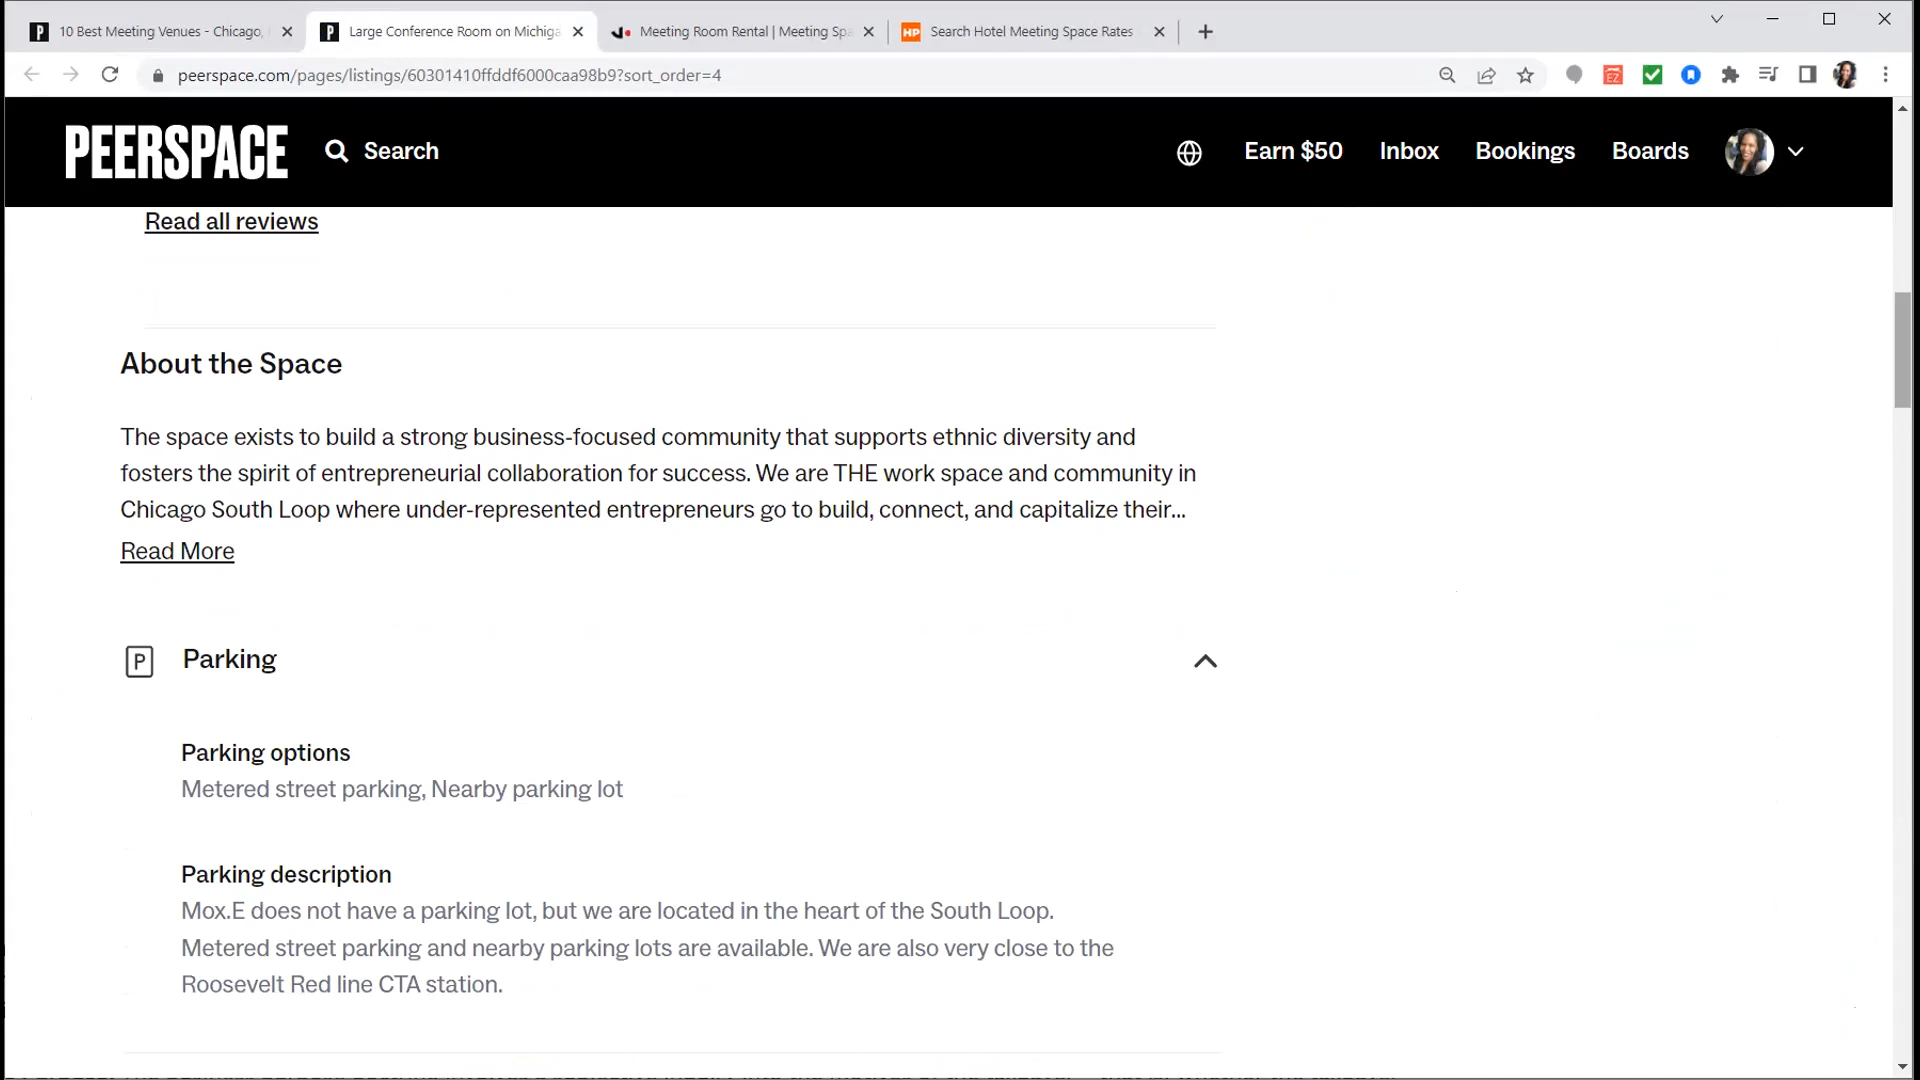 10 Best Meeting Venues - Chicago,
Large Conference Room on Michiga
Meeting Room Rental | Meeting Spa
HP Search Hotel Meeting Space Rates
peerspace.com/pages/listings/60301410ffddf6000caa98b9?sort_order=4
EZ
PEERSPACE
Search
Earn $50
Inbox
Bookings
Boards
Read all reviews
About the Space
The space exists to build a strong business-focused community that supports ethnic diversity and
fosters the spirit of entrepreneurial collaboration for success. We are THE work space and community in
Chicago South Loop where under-represented entrepreneurs go to build, connect, and capitalize their...
Read More
P Parking
Parking options
Metered street parking, Nearby parking lot
Parking description
Mox.E does not have a parking lot, but we are located in the heart of the South Loop.
Metered street parking and nearby parking lots are available. We are also very close to the
Roosevelt Red line CTA station.